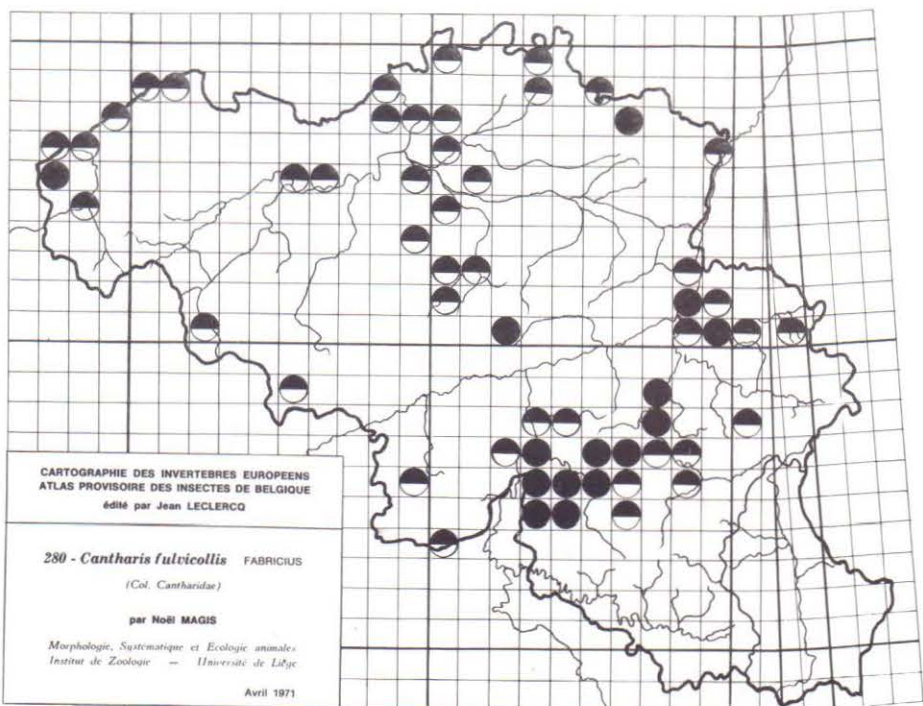 CARTOGRAPHIE DES INVERTEBRES EUROPEENS
ATLAS PROVISOIRE DES INSECTES DE BELGIQUE
édité par Jean LECLERCQ
280 - Cantharis fulvicollis FABRICIUS
(Col. Cantharidae)
par Noël MAGIS
Morphologie, Systématique et Ecologie animales
Institut de Zoologie — Université de Liége
Avril 1971